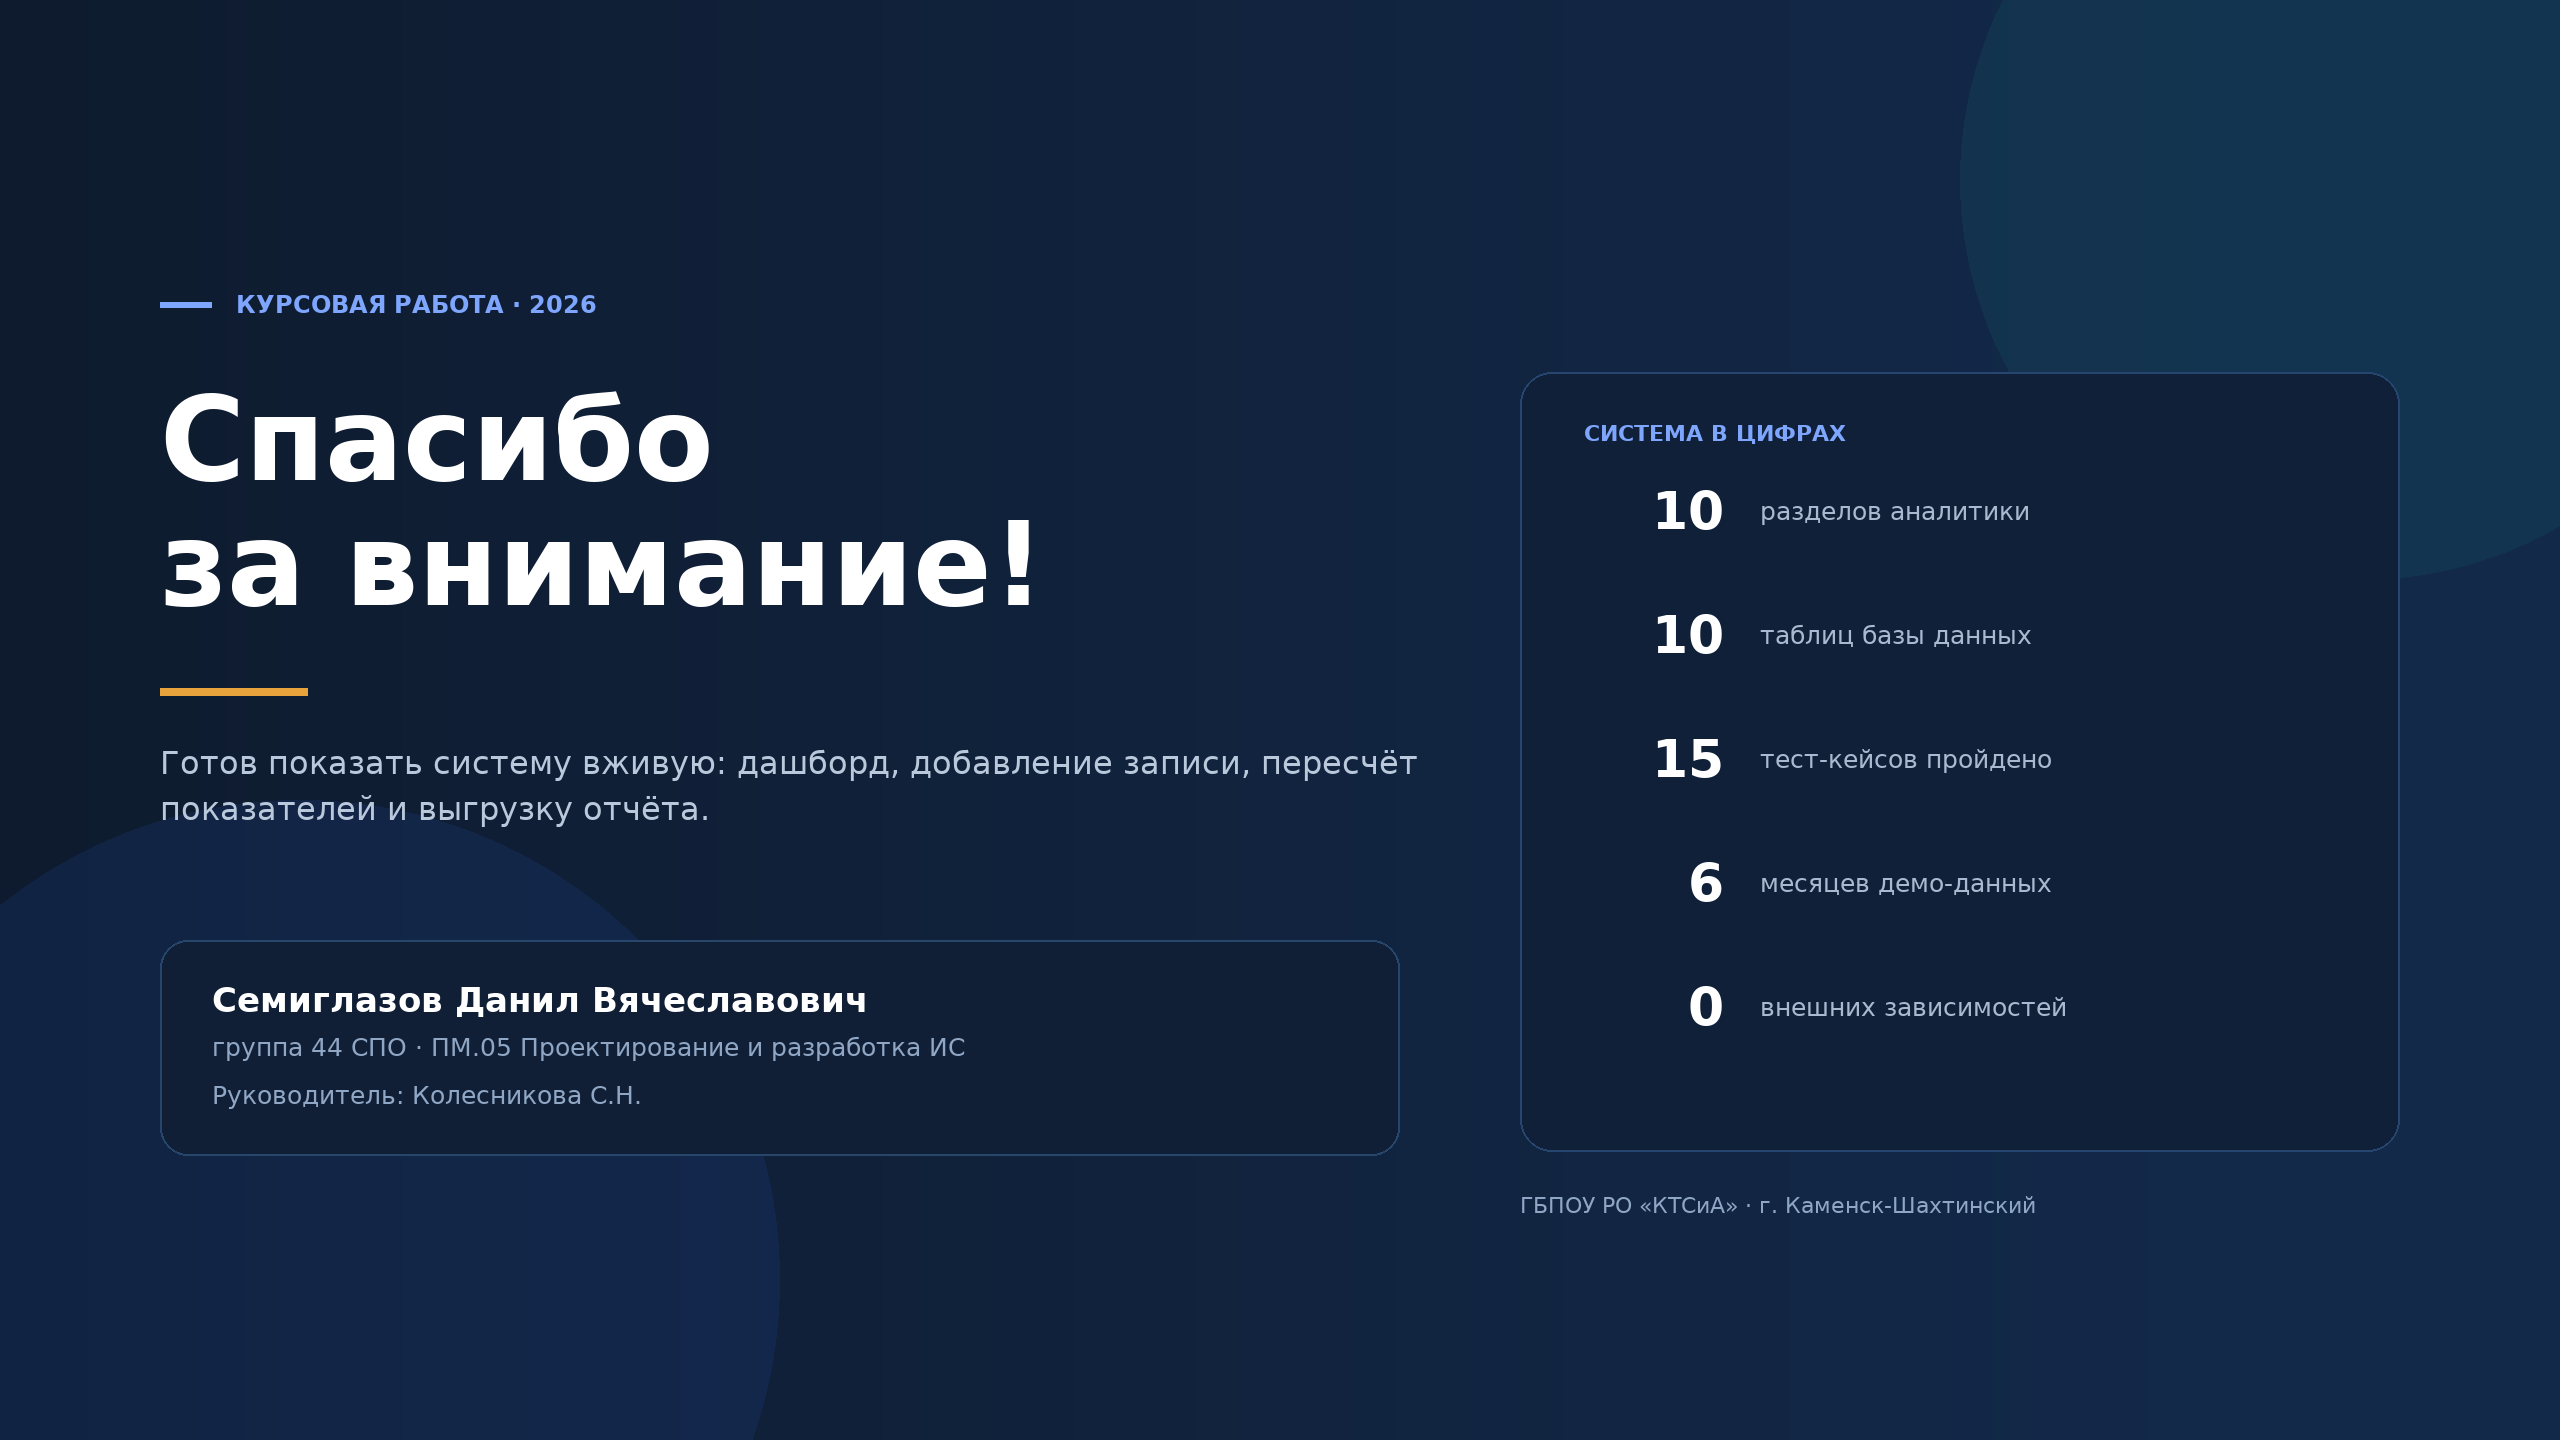 КУРСОВАЯ РАБОТА · 2026
Спасибо
за внимание!
Готов показать систему вживую: дашборд, добавление записи, пересчёт
показателей и выгрузку отчёта.
Семиглазов Данил Вячеславович
группа 44 СПО · ПМ.05 Проектирование и разработка ИС
Руководитель: Колесникова С.Н.
СИСТЕМА В ЦИФРАХ
10 разделов аналитики
10 таблиц базы данных
15 тест-кейсов пройдено
6 месяцев демо-данных
0 внешних зависимостей
ГБПОУ РО «КТСиА» · г. Каменск-Шахтинский